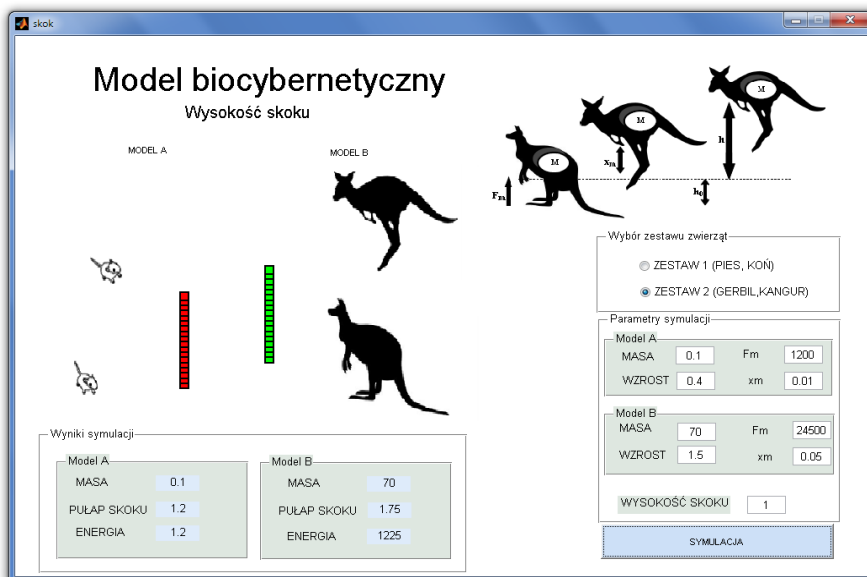 skok
Model biocybernetyczny
Wysokość skoku
MODEL A
MODEL B
M
M
M
h
xm
Fm
h0
Wybór zestawu zwierząt
ZESTAW 1 (PIES, KOŃ)
ZESTAW 2 (GERBIL,KANGUR)
Parametry symulacji
Model A
MASA 0.1 Fm 1200
WZROST 0.4 xm 0.01
Model B
MASA 70 Fm 24500
WZROST 1.5 xm 0.05
WYSOKOŚĆ SKOKU 1
SYMULACJA
Wyniki symulacji
Model A
MASA 0.1
PUŁAP SKOKU 1.2
ENERGIA 1.2
Model B
MASA 70
PUŁAP SKOKU 1.75
ENERGIA 1225